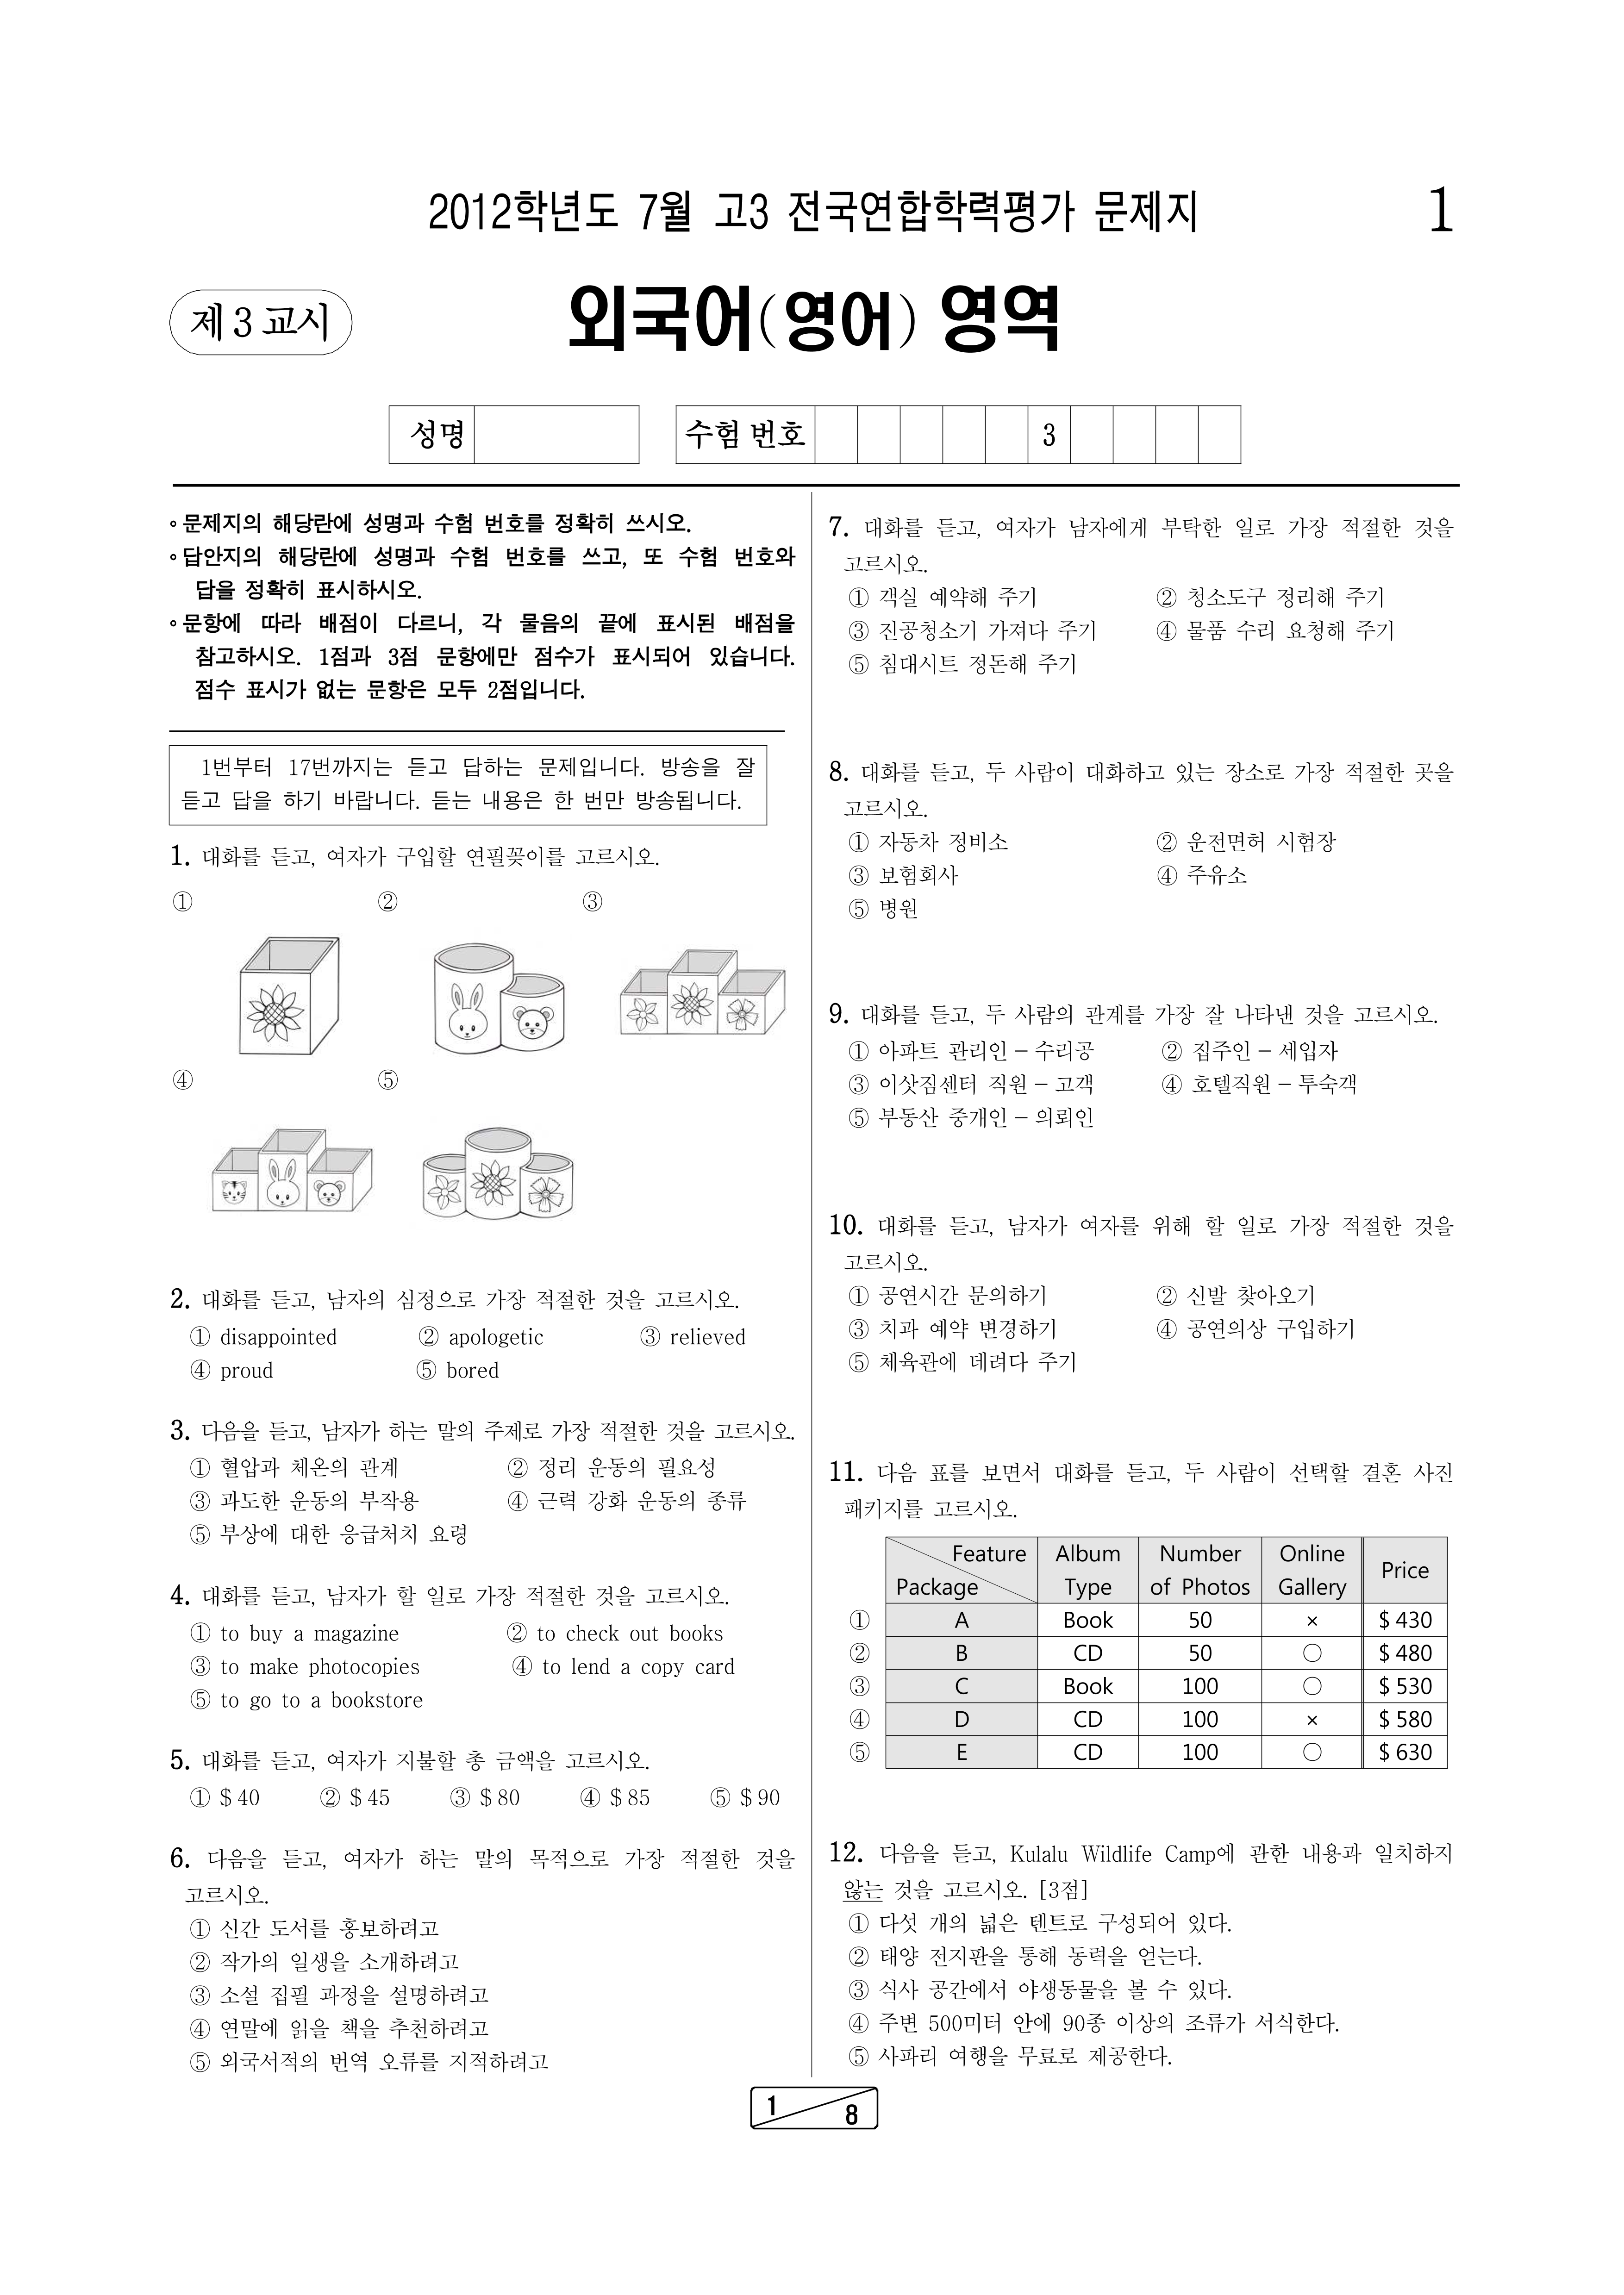 2012학년도 7월 고3 전국연합학력평가 문제지
1
제 3 교시
외국어(영어) 영역
성명
수험 번호
3
◦문제지의 해당란에 성명과 수험 번호를 정확히 쓰시오.
◦답안지의 해당란에 성명과 수험 번호를 쓰고, 또 수험 번호와
답을 정확히 표시하시오.
◦문항에 따라 배점이 다르니, 각 물음의 끝에 표시된 배점을
참고하시오. 1점과 3점 문항에만 점수가 표시되어 있습니다.
점수 표시가 없는 문항은 모두 2점입니다.
1번부터 17번까지는 듣고 답하는 문제입니다. 방송을 잘
듣고 답을 하기 바랍니다. 듣는 내용은 한 번만 방송됩니다.
1. 대화를 듣고, 여자가 구입할 연필꽂이를 고르시오.
① ② ③
④ ⑤
2. 대화를 듣고, 남자의 심정으로 가장 적절한 것을 고르시오.
① disappointed ② apologetic ③ relieved
④ proud ⑤ bored
3. 다음을 듣고, 남자가 하는 말의 주제로 가장 적절한 것을 고르시오.
① 혈압과 체온의 관계 ② 정리 운동의 필요성
③ 과도한 운동의 부작용 ④ 근력 강화 운동의 종류
⑤ 부상에 대한 응급처치 요령
4. 대화를 듣고, 남자가 할 일로 가장 적절한 것을 고르시오.
① to buy a magazine ② to check out books
③ to make photocopies ④ to lend a copy card
⑤ to go to a bookstore
5. 대화를 듣고, 여자가 지불할 총 금액을 고르시오.
① $ 40 ② $ 45 ③ $ 80 ④ $ 85 ⑤ $ 90
6. 다음을 듣고, 여자가 하는 말의 목적으로 가장 적절한 것을
고르시오.
① 신간 도서를 홍보하려고
② 작가의 일생을 소개하려고
③ 소설 집필 과정을 설명하려고
④ 연말에 읽을 책을 추천하려고
⑤ 외국서적의 번역 오류를 지적하려고
7. 대화를 듣고, 여자가 남자에게 부탁한 일로 가장 적절한 것을
고르시오.
① 객실 예약해 주기 ② 청소도구 정리해 주기
③ 진공청소기 가져다 주기 ④ 물품 수리 요청해 주기
⑤ 침대시트 정돈해 주기
8. 대화를 듣고, 두 사람이 대화하고 있는 장소로 가장 적절한 곳을
고르시오.
① 자동차 정비소 ② 운전면허 시험장
③ 보험회사 ④ 주유소
⑤ 병원
9. 대화를 듣고, 두 사람의 관계를 가장 잘 나타낸 것을 고르시오.
① 아파트 관리인 – 수리공 ② 집주인 – 세입자
③ 이삿짐센터 직원 – 고객 ④ 호텔직원 – 투숙객
⑤ 부동산 중개인 – 의뢰인
10. 대화를 듣고, 남자가 여자를 위해 할 일로 가장 적절한 것을
고르시오.
① 공연시간 문의하기 ② 신발 찾아오기
③ 치과 예약 변경하기 ④ 공연의상 구입하기
⑤ 체육관에 데려다 주기
11. 다음 표를 보면서 대화를 듣고, 두 사람이 선택할 결혼 사진
패키지를 고르시오.
Feature Album Number Online Price
Package Type of Photos Gallery
① A Book 50 × $ 430
② B CD 50 ○ $ 480
③ C Book 100 ○ $ 530
④ D CD 100 × $ 580
⑤ E CD 100 ○ $ 630
12. 다음을 듣고, Kulalu Wildlife Camp에 관한 내용과 일치하지
않는 것을 고르시오. [3점]
① 다섯 개의 넓은 텐트로 구성되어 있다.
② 태양 전지판을 통해 동력을 얻는다.
③ 식사 공간에서 야생동물을 볼 수 있다.
④ 주변 500미터 안에 90종 이상의 조류가 서식한다.
⑤ 사파리 여행을 무료로 제공한다.
1
8